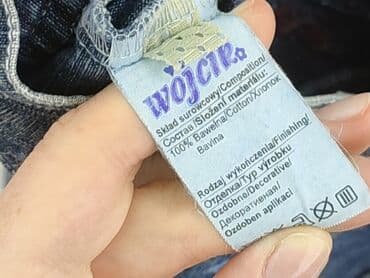 WÓJCIK
Skład surowcowy/Composition/
Состав /Složení materiálu:
100% Bawełna/Cotton/Хлопок
Bavlna
Rodzaj wykończenia/Finishing/
Отделка/Typ výrobku
Ozdobne/Decorative/
Декоративная/
Ozdoben aplikací